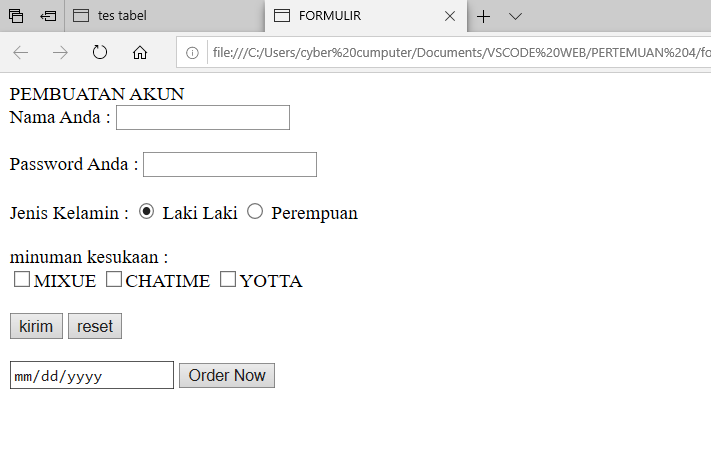 tes tabel FORMULIR
file:///C:/Users/cyber%20cumputer/Documents/VSCODE%20WEB/PERTEMUAN%204/fo
PEMBUATAN AKUN
Nama Anda :
Password Anda :
Jenis Kelamin : Laki Laki Perempuan
minuman kesukaan :
MIXUE CHATIME YOTTA
kirim reset
mm/dd/yyyy Order Now